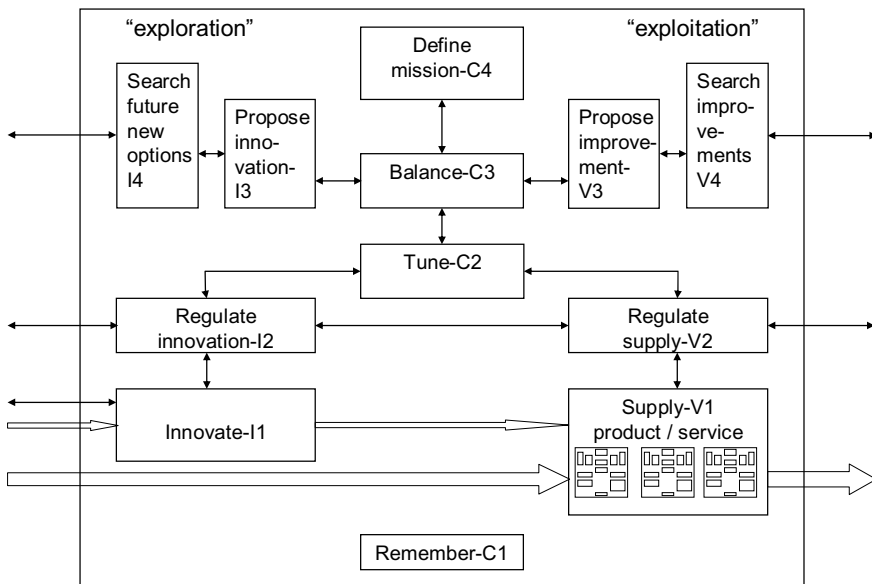 “exploration”
“exploitation”
Define
mission-C4
Search
future
new
options
I4
Propose
inno-
vation-
I3
Balance-C3
Propose
improve-
ment-
V3
Search
impro-
ve-
ments
V4
Tune-C2
Regulate
innovation-I2
Regulate
supply-V2
Innovate-I1
Supply-V1
product / service
Remember-C1